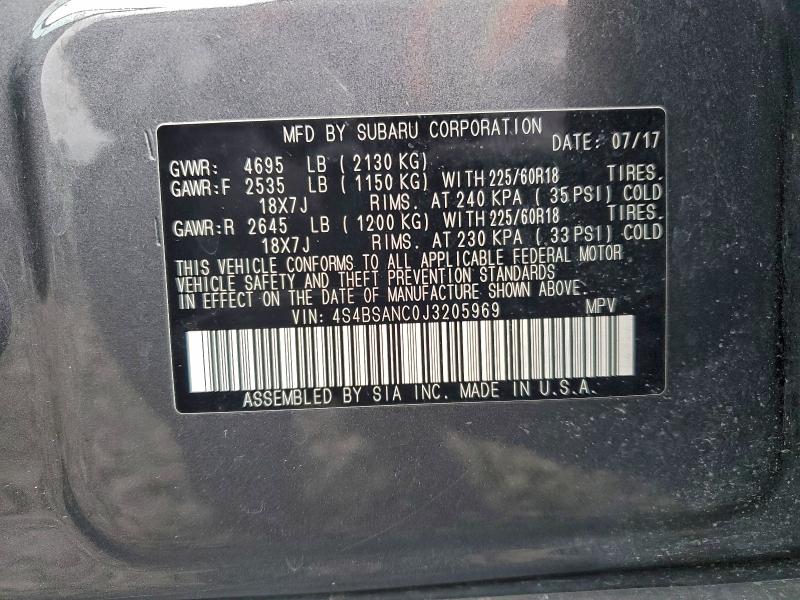 MFD BY SUBARU CORPORATION DATE: 07/17
GVWR: 4695 LB (2130 KG)
GAWR:F 2535 LB (1150 KG) WITH 225/60R18 TIRES.
18X7J RIMS. AT 240 KPA (35 PSI) COLD
GAWR:R 2645 LB (1200 KG) WITH 225/60R18 TIRES.
18X7J RIMS. AT 230 KPA (33 PSI) COLD
THIS VEHICLE CONFORMS TO ALL APPLICABLE FEDERAL MOTOR
VEHICLE SAFETY AND THEFT PREVENTION STANDARDS
IN EFFECT ON THE DATE OF MANUFACTURE SHOWN ABOVE.
VIN: 4S4BSANC0J3205969 MPV
ASSEMBLED BY SIA INC. MADE IN U.S.A.